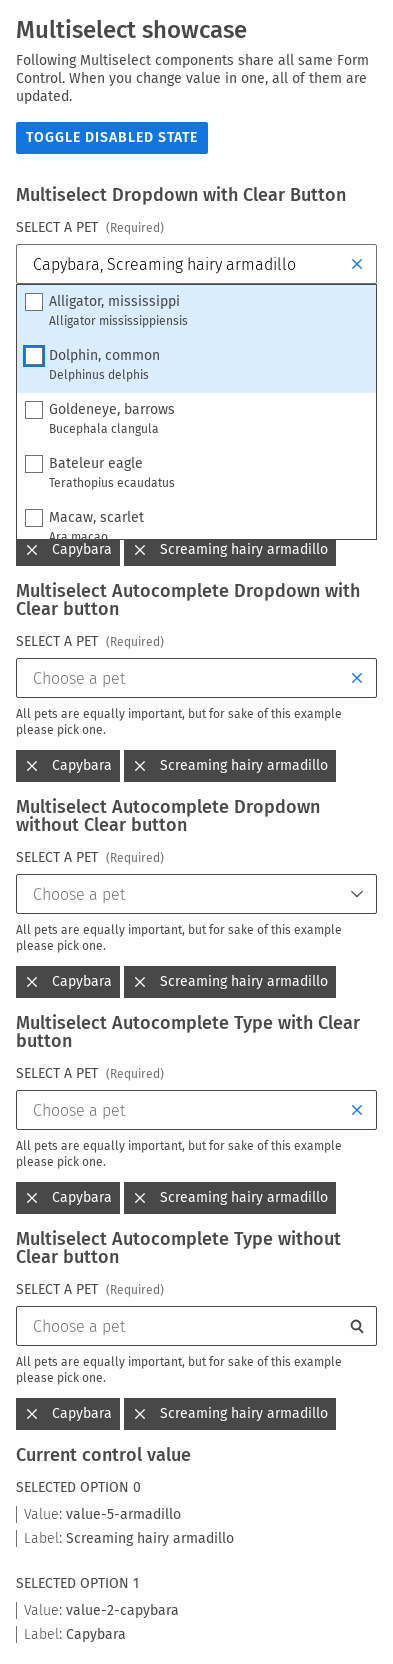 Multiselect showcase
Following Multiselect components share all same Form
Control. When you change value in one, all of them are
updated.
TOGGLE DISABLED STATE
Multiselect Dropdown with Clear Button
SELECT A PET (Required)
Capybara, Screaming hairy armadillo
Alligator, mississippi
Alligator mississippiensis
Dolphin, common
Delphinus delphis
Goldeneye, barrows
Bucephala clangula
Bateleur eagle
Terathopius ecaudatus
Macaw, scarlet
Ara macao
Capybara Screaming hairy armadillo
Multiselect Autocomplete Dropdown with
Clear button
SELECT A PET (Required)
Choose a pet
All pets are equally important, but for sake of this example
please pick one.
Capybara Screaming hairy armadillo
Multiselect Autocomplete Dropdown
without Clear button
SELECT A PET (Required)
Choose a pet
All pets are equally important, but for sake of this example
please pick one.
Capybara Screaming hairy armadillo
Multiselect Autocomplete Type with Clear
button
SELECT A PET (Required)
Choose a pet
All pets are equally important, but for sake of this example
please pick one.
Capybara Screaming hairy armadillo
Multiselect Autocomplete Type without
Clear button
SELECT A PET (Required)
Choose a pet
All pets are equally important, but for sake of this example
please pick one.
Capybara Screaming hairy armadillo
Current control value
SELECTED OPTION 0
Value: value-5-armadillo
Label: Screaming hairy armadillo
SELECTED OPTION 1
Value: value-2-capybara
Label: Capybara